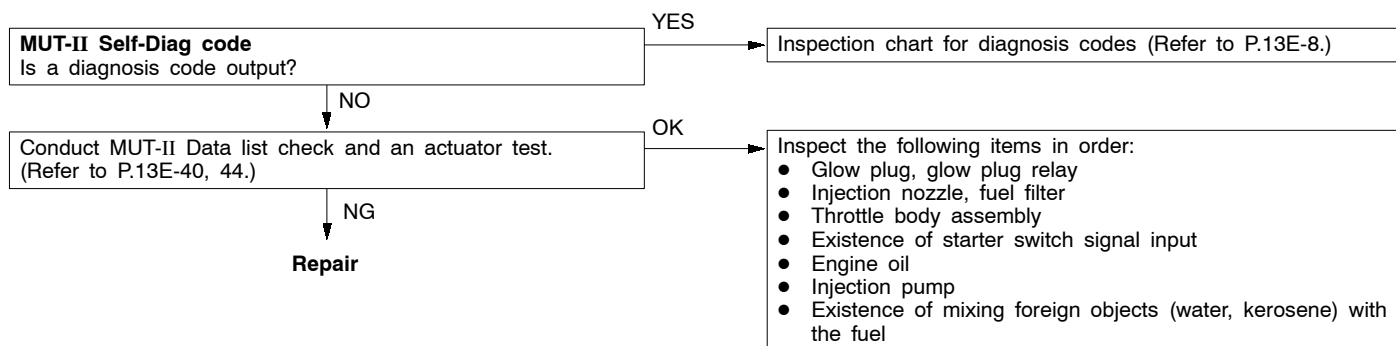 YES
MUT-II Self-Diag code
Is a diagnosis code output?
Inspection chart for diagnosis codes (Refer to P.13E-8.)
NO
OK
Conduct MUT-II Data list check and an actuator test.
(Refer to P.13E-40, 44.)
Inspect the following items in order:
● Glow plug, glow plug relay
● Injection nozzle, fuel filter
● Throttle body assembly
● Existence of starter switch signal input
● Engine oil
● Injection pump
● Existence of mixing foreign objects (water, kerosene) with
the fuel
NG
Repair